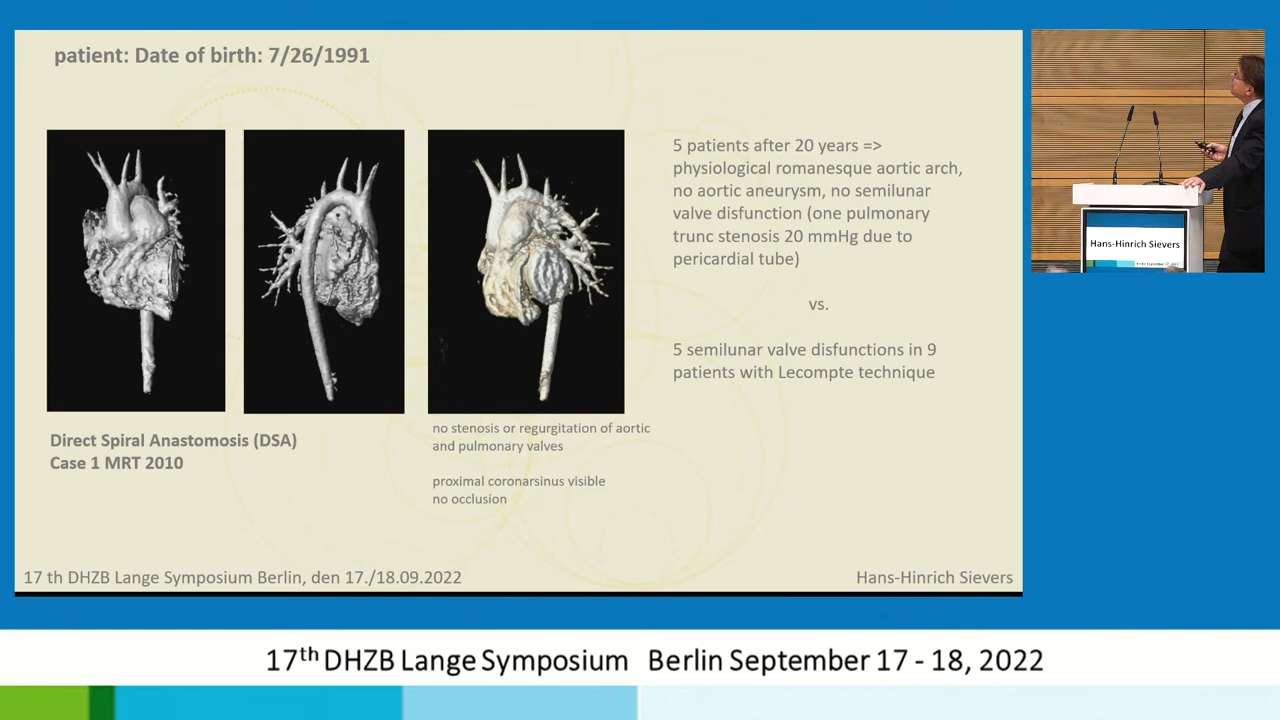 patient: Date of birth: 7/26/1991
5 patients after 20 years =>
physiological romanesque aortic arch,
no aortic aneurysm, no semilunar
valve disfunction (one pulmonary
trunc stenosis 20 mmHg due to
pericardial tube)
vs.
5 semilunar valve disfunctions in 9
patients with Lecompte technique
Direct Spiral Anastomosis (DSA)
Case 1 MRT 2010
no stenosis or regurgitation of aortic
and pulmonary valves
proximal coronarsinus visible
no occlusion
17 th DHZB Lange Symposium Berlin, den 17./18.09.2022
Hans-Hinrich Sievers
Hans-Hinrich Sievers
17th DHZB Lange Symposium Berlin September 17 - 18, 2022